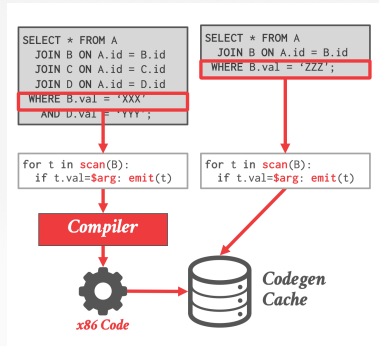 SELECT * FROM A
JOIN B ON A.id = B.id
JOIN C ON A.id = C.id
JOIN D ON A.id = D.id
WHERE B.val = ‘XXX’
AND D.val = ‘YYY’;
SELECT * FROM A
JOIN B ON A.id = B.id
WHERE B.val = ‘ZZZ’;
for t in scan(B):
if t.val=$arg: emit(t)
for t in scan(B):
if t.val=$arg: emit(t)
Compiler
x86 Code
Codegen
Cache